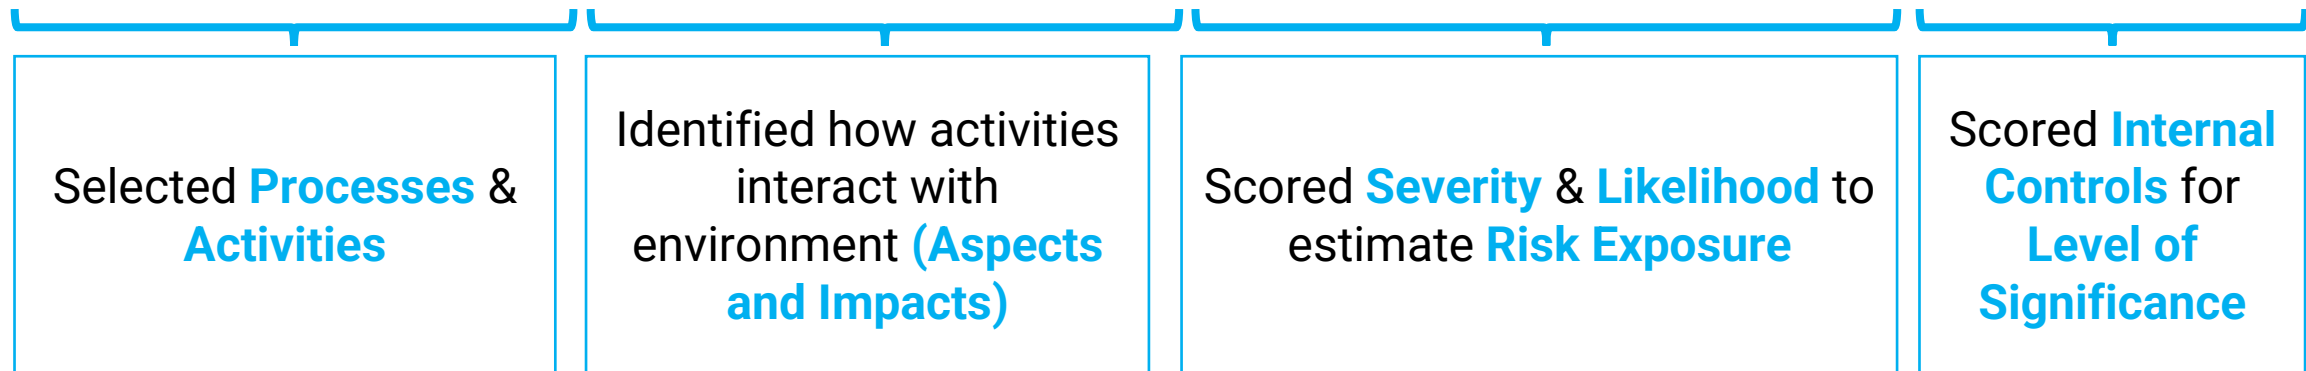 Selected Processes &
Activities
Identified how activities
interact with
environment (Aspects
and Impacts)
Scored Severity & Likelihood to
estimate Risk Exposure
Scored Internal
Controls for
Level of
Significance